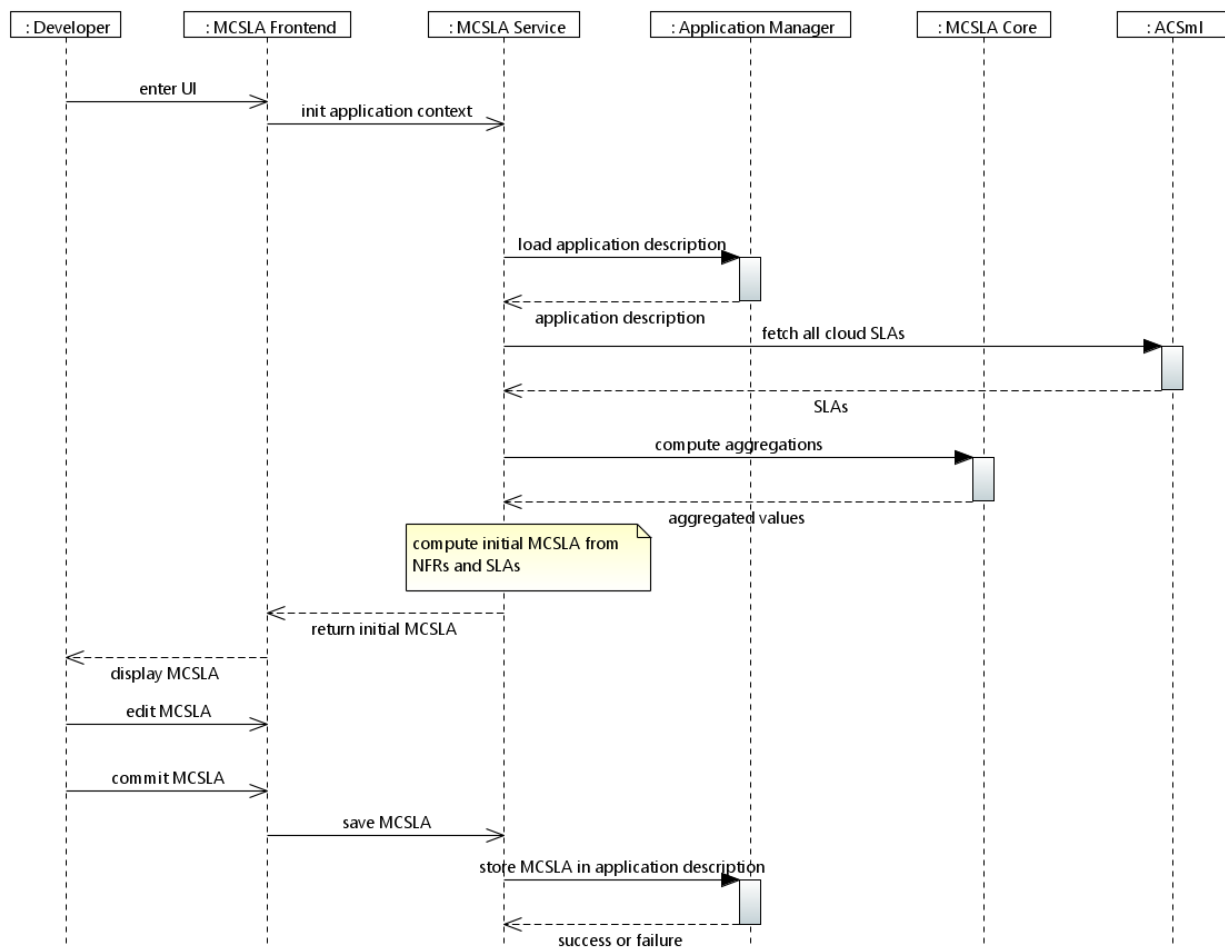 : Developer
: MCSLA Frontend
: MCSLA Service
: Application Manager
: MCSLA Core
: ACSmI
enter UI
init application context
load application description
application description
fetch all cloud SLAs
SLAs
compute aggregations
aggregated values
compute initial MCSLA from
NFRs and SLAs
return initial MCSLA
display MCSLA
edit MCSLA
commit MCSLA
save MCSLA
store MCSLA in application description
success or failure